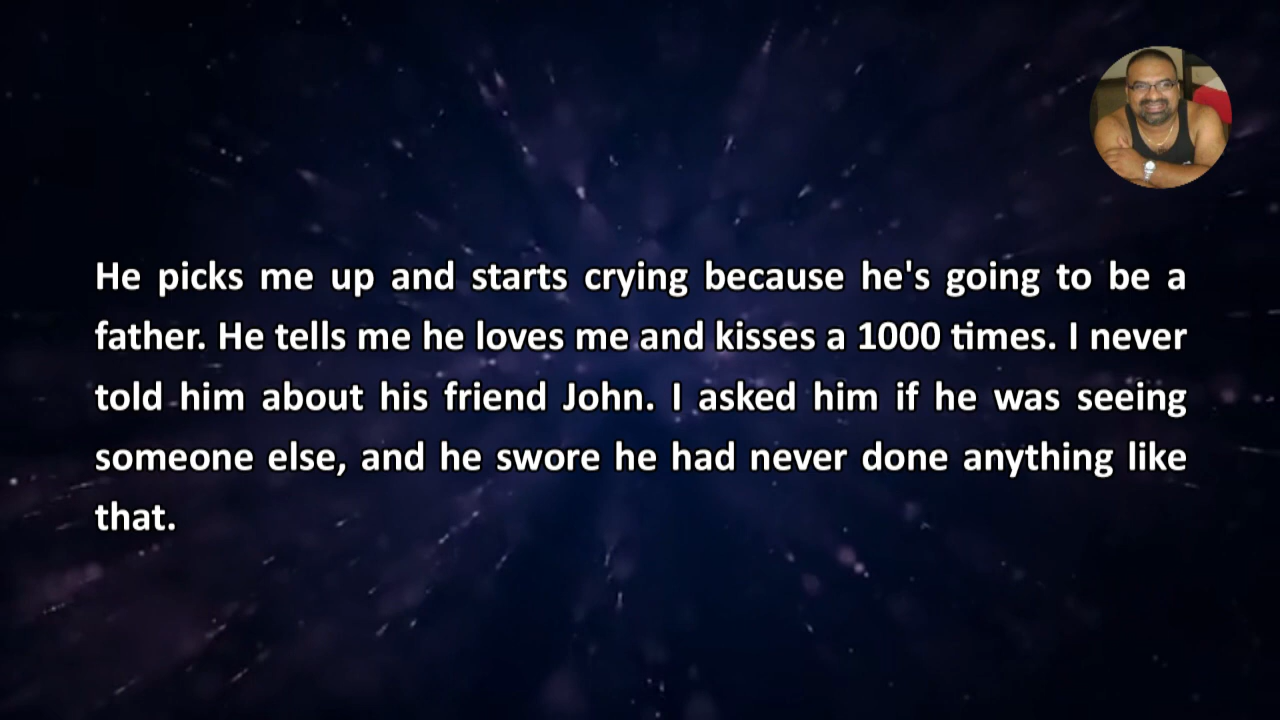 He picks me up and starts crying because he's going to be a
father. He tells me he loves me and kisses a 1000 times. I never
told him about his friend John. I asked him if he was seeing
someone else, and he swore he had never done anything like
that.